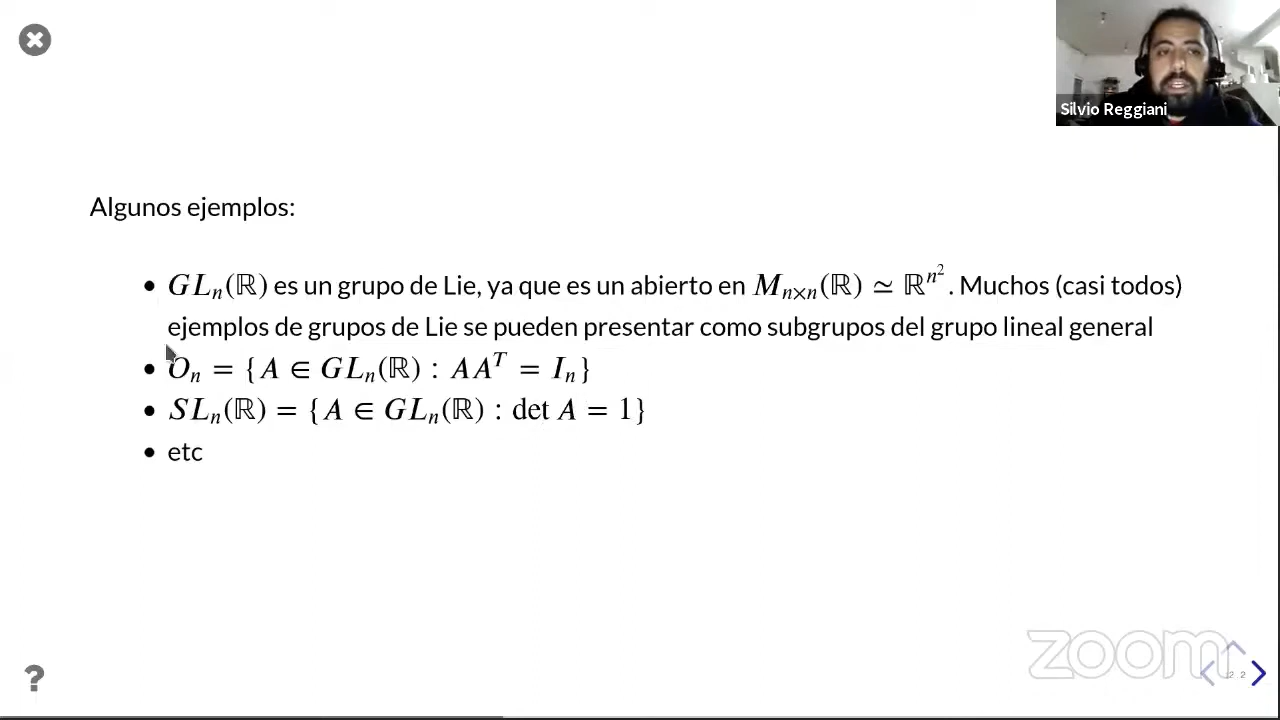 Silvio Reggiani
Algunos ejemplos:
• GLₙ(ℝ) es un grupo de Lie, ya que es un abierto en Mₙₓₙ(ℝ) ≃ ℝ^{n²}. Muchos (casi todos)
ejemplos de grupos de Lie se pueden presentar como subgrupos del grupo lineal general
• Oₙ = {A ∈ GLₙ(ℝ) : AAᵀ = Iₙ}
• SLₙ(ℝ) = {A ∈ GLₙ(ℝ) : det A = 1}
• etc
zoom
?